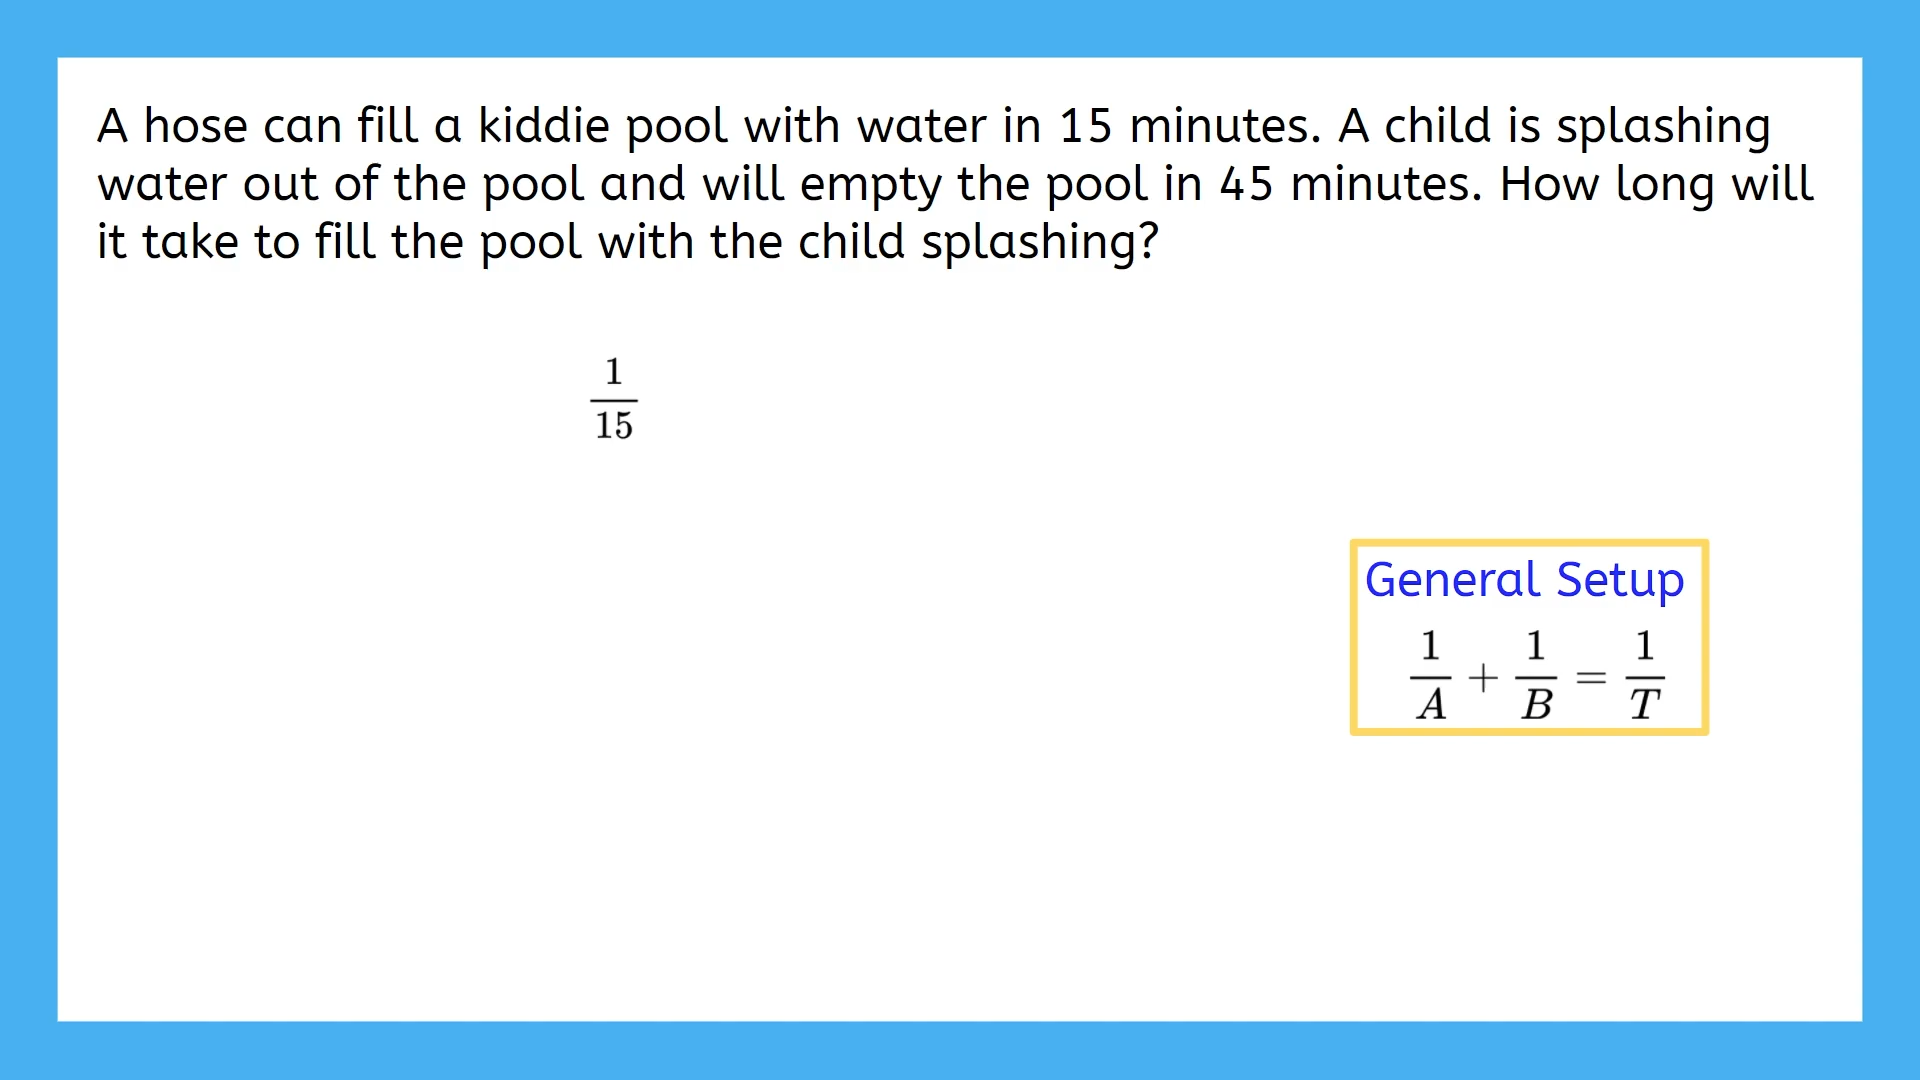 A hose can fill a kiddie pool with water in 15 minutes. A child is splashing
water out of the pool and will empty the pool in 45 minutes. How long will
it take to fill the pool with the child splashing?
1/15
General Setup
1/A + 1/B = 1/T